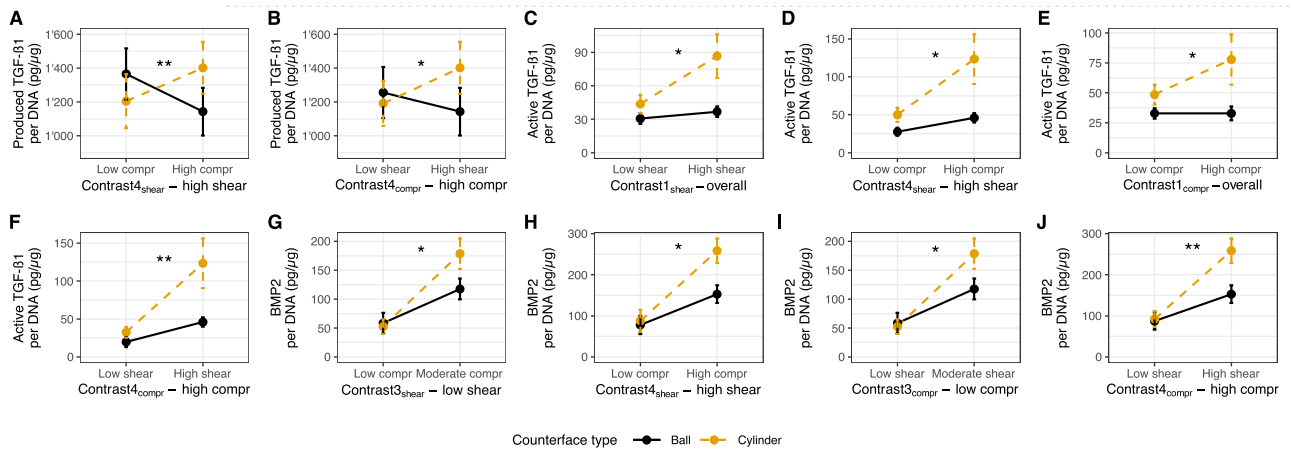 A
Produced TGF-ß1
per DNA (pg/µg)
1'600
1'400
1'200
1'000
**
Low compr High compr
Contrast4shear – high shear
B
Produced TGF-ß1
per DNA (pg/µg)
1'600
1'400
1'200
1'000
*
Low shear High shear
Contrast4compr – high compr
C
Active TGF-ß1
per DNA (pg/µg)
90
60
30
0
*
Low shear High shear
Contrast1shear – overall
D
Active TGF-ß1
per DNA (pg/µg)
150
100
50
0
*
Low compr High compr
Contrast4shear – high shear
E
Active TGF-ß1
per DNA (pg/µg)
100
75
50
25
0
*
Low compr High compr
Contrast1compr – overall
F
Active TGF-ß1
per DNA (pg/µg)
150
100
50
0
**
Low shear High shear
Contrast4compr – high compr
G
BMP2
per DNA (pg/µg)
200
150
100
50
0
*
Low compr Moderate compr
Contrast3shear – low shear
H
BMP2
per DNA (pg/µg)
300
200
100
0
*
Low compr High compr
Contrast4shear – high shear
I
BMP2
per DNA (pg/µg)
200
150
100
50
0
*
Low shear Moderate shear
Contrast3compr – low compr
J
BMP2
per DNA (pg/µg)
300
200
100
0
**
Low shear High shear
Contrast4compr – high compr
Counterface type Ball Cylinder